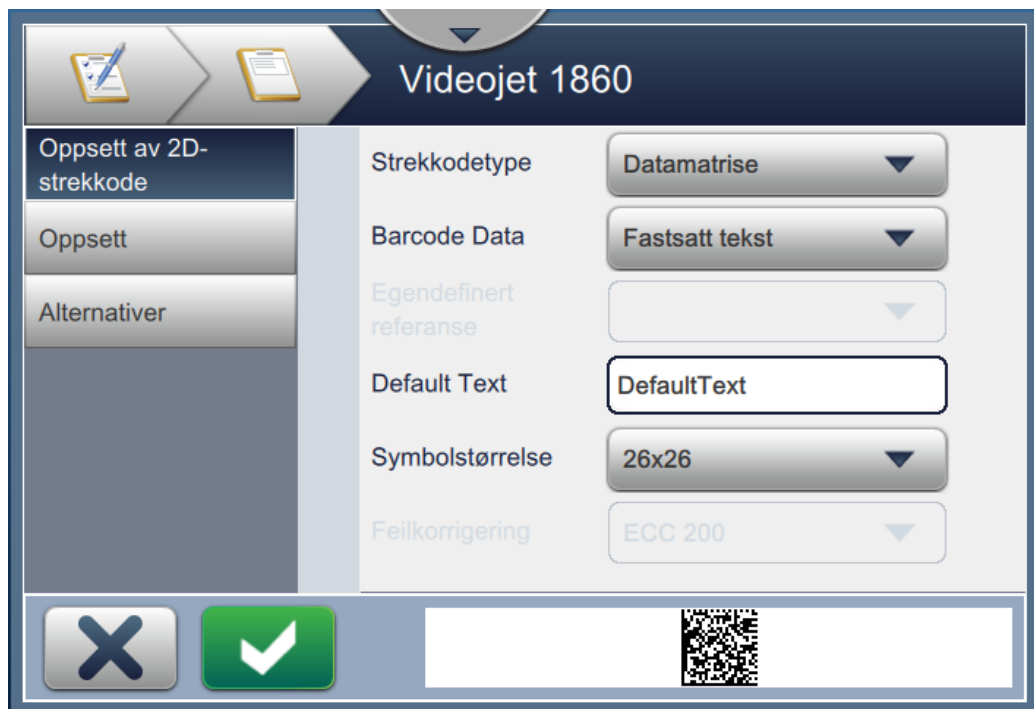 Videojet 1860
Oppsett av 2D-
strekkode
Oppsett
Alternativer
Strekkodetype
Datamatrise
Barcode Data
Fastsatt tekst
Egendefinert
referanse
Default Text
DefaultText
Symbolstørrelse
26x26
Feilkorrigering
ECC 200